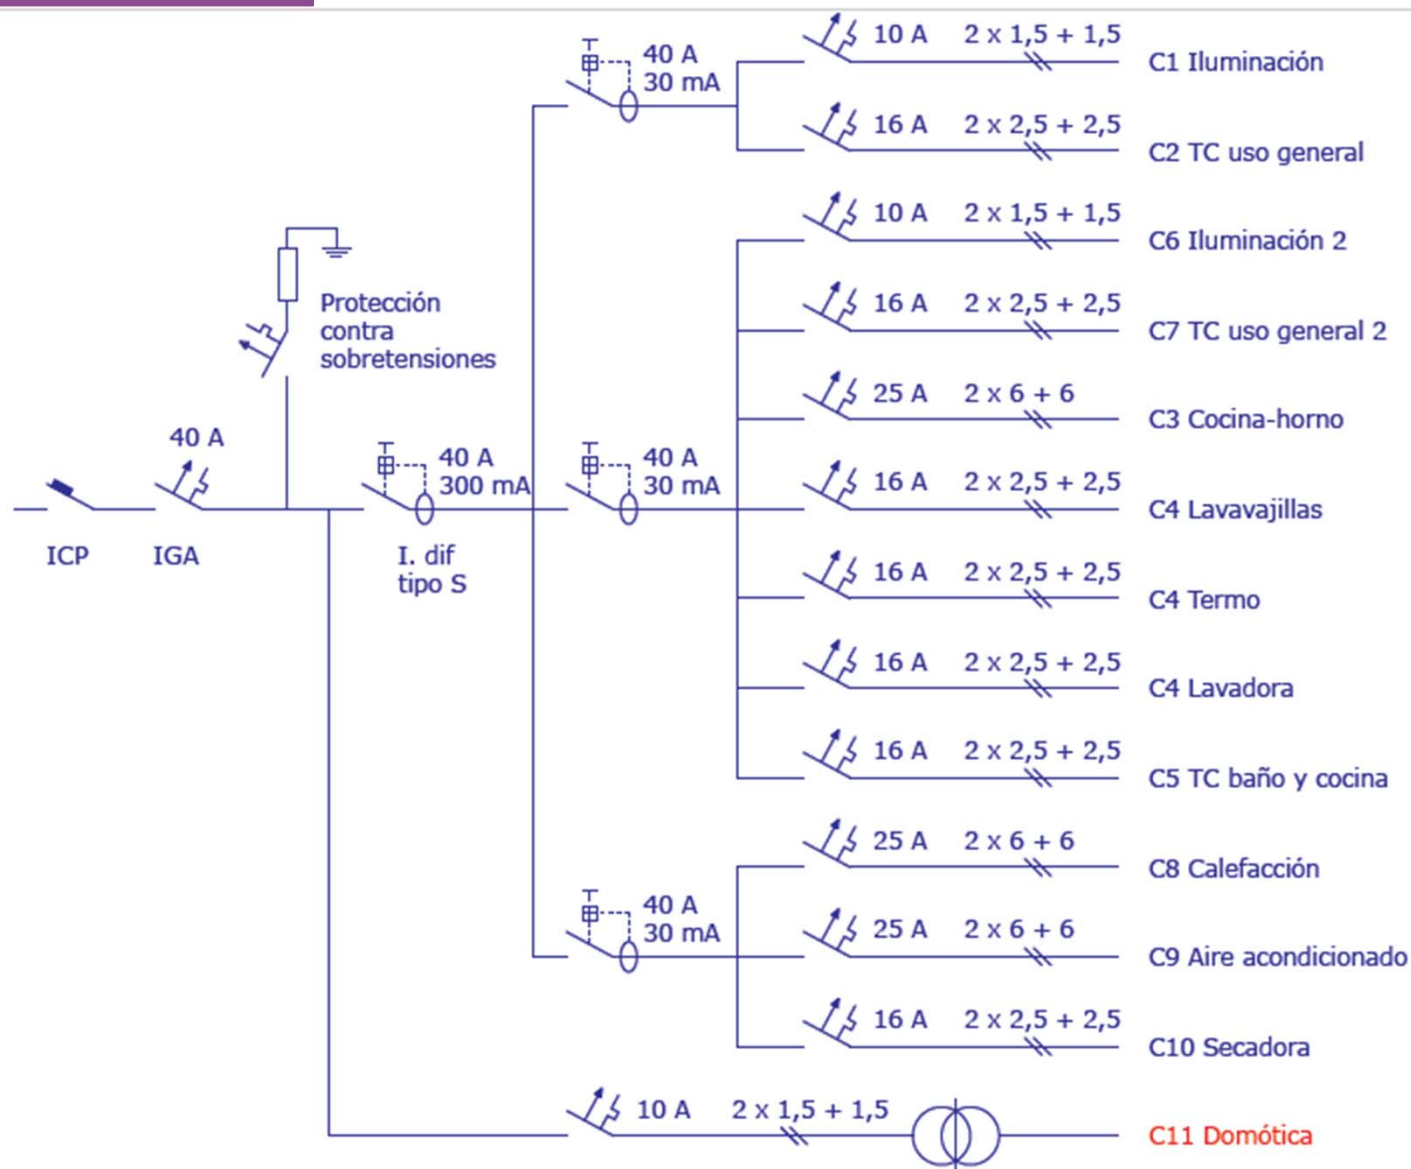 10 A 2 x 1,5 + 1,5
C1 Iluminación
40 A
30 mA
16 A 2 x 2,5 + 2,5
C2 TC uso general
10 A 2 x 1,5 + 1,5
C6 Iluminación 2
Protección
contra
sobretensiones
16 A 2 x 2,5 + 2,5
C7 TC uso general 2
25 A 2 x 6 + 6
C3 Cocina-horno
40 A
ICP
IGA
40 A
300 mA
I. dif
tipo S
40 A
30 mA
16 A 2 x 2,5 + 2,5
C4 Lavavajillas
16 A 2 x 2,5 + 2,5
C4 Termo
16 A 2 x 2,5 + 2,5
C4 Lavadora
16 A 2 x 2,5 + 2,5
C5 TC baño y cocina
25 A 2 x 6 + 6
C8 Calefacción
40 A
30 mA
25 A 2 x 6 + 6
C9 Aire acondicionado
16 A 2 x 2,5 + 2,5
C10 Secadora
10 A 2 x 1,5 + 1,5
C11 Domótica